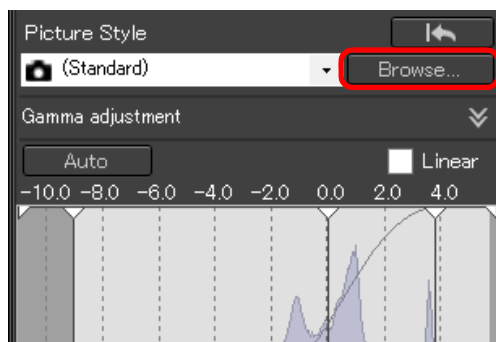 Picture Style
(Standard)
Browse...
Gamma adjustment
Auto
Linear
-10.0 -8.0 -6.0 -4.0 -2.0 0.0 2.0 4.0